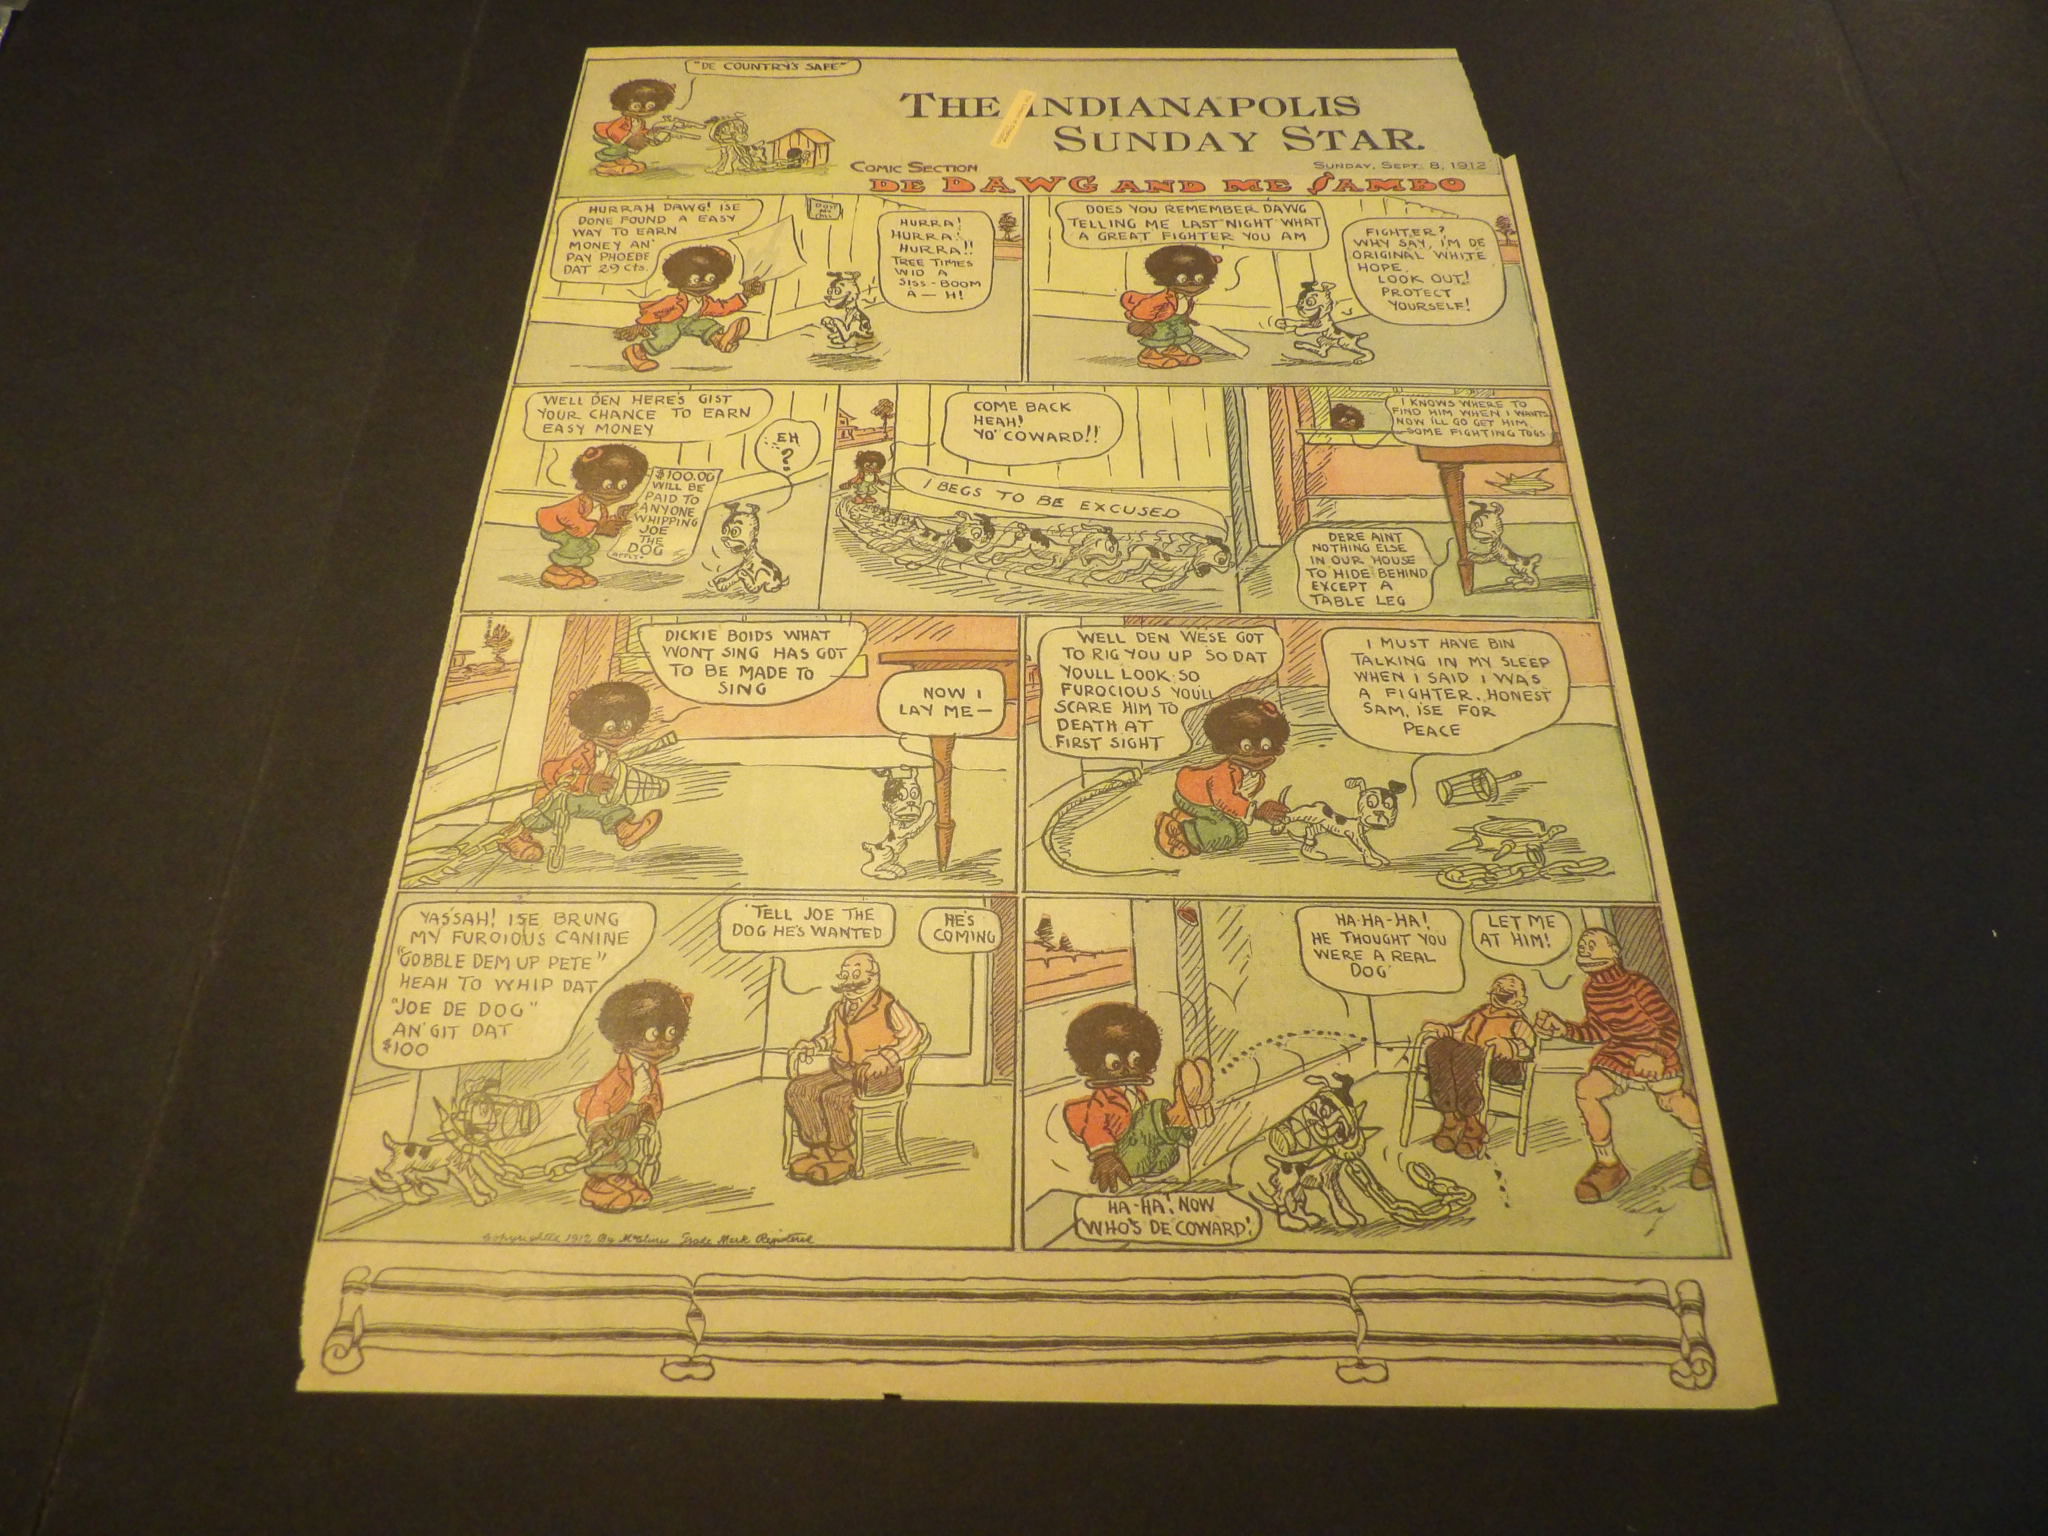 "DE COUNTRY'S SAFE"
THE INDIANAPOLIS
SUNDAY STAR.
COMIC SECTION
SUNDAY, SEPT. 8, 1912
DE DAWG AND ME SAMBO
HURRAH DAWG! ISE
DONE FOUND A EASY
WAY TO EARN
MONEY AN'
PAY PHOEBE
DAT 29 Cts.
HURRA!
HURRA!
HURRA!!
TREE TIMES
WID A
SISS-BOOM
A-H!
DOES YOU REMEMBER DAWG
TELLING ME LAST NIGHT WHAT
A GREAT FIGHTER YOU AM
FIGHTER?
WHY SAY, I'M DE
ORIGINAL WHITE
HOPE.
LOOK OUT!
PROTECT
YOURSELF!
WELL DEN HERE'S GIST
YOUR CHANCE TO EARN
EASY MONEY
$100.00
WILL BE
PAID TO
ANYONE
WHIPPING
JOE
THE
DOG
APPLY
EH
?
COME BACK
HEAH!
YO' COWARD!!
I BEGS TO BE EXCUSED
I KNOWS WHERE TO
FIND HIM WHEN I WANTS
NOW ILL GO GET HIM
SOME FIGHTING TOGS
DERE AINT
NOTHING ELSE
IN OUR HOUSE
TO HIDE BEHIND
EXCEPT A
TABLE LEG
DICKIE BOIDS WHAT
WONT SING HAS GOT
TO BE MADE TO
SING
NOW I
LAY ME-
WELL DEN WESE GOT
TO RIG YOU UP SO DAT
YOULL LOOK SO
FUROCIOUS YOU'LL
SCARE HIM TO
DEATH AT
FIRST SIGHT
I MUST HAVE BIN
TALKING IN MY SLEEP
WHEN I SAID I WAS
A FIGHTER. HONEST
SAM, ISE FOR
PEACE
YAS'SAH! ISE BRUNG
MY FUROIUS CANINE
"GOBBLE DEM UP PETE"
HEAH TO WHIP DAT
"JOE DE DOG"
AN' GIT DAT
$100
TELL JOE THE
DOG HE'S WANTED
HE'S
COMING
Copyright 1912 By McClures Trade Mark Registered
HA-HA-HA!
HE THOUGHT YOU
WERE A REAL
DOG
LET ME
AT HIM!
HA-HA! NOW
WHO'S DE COWARD!